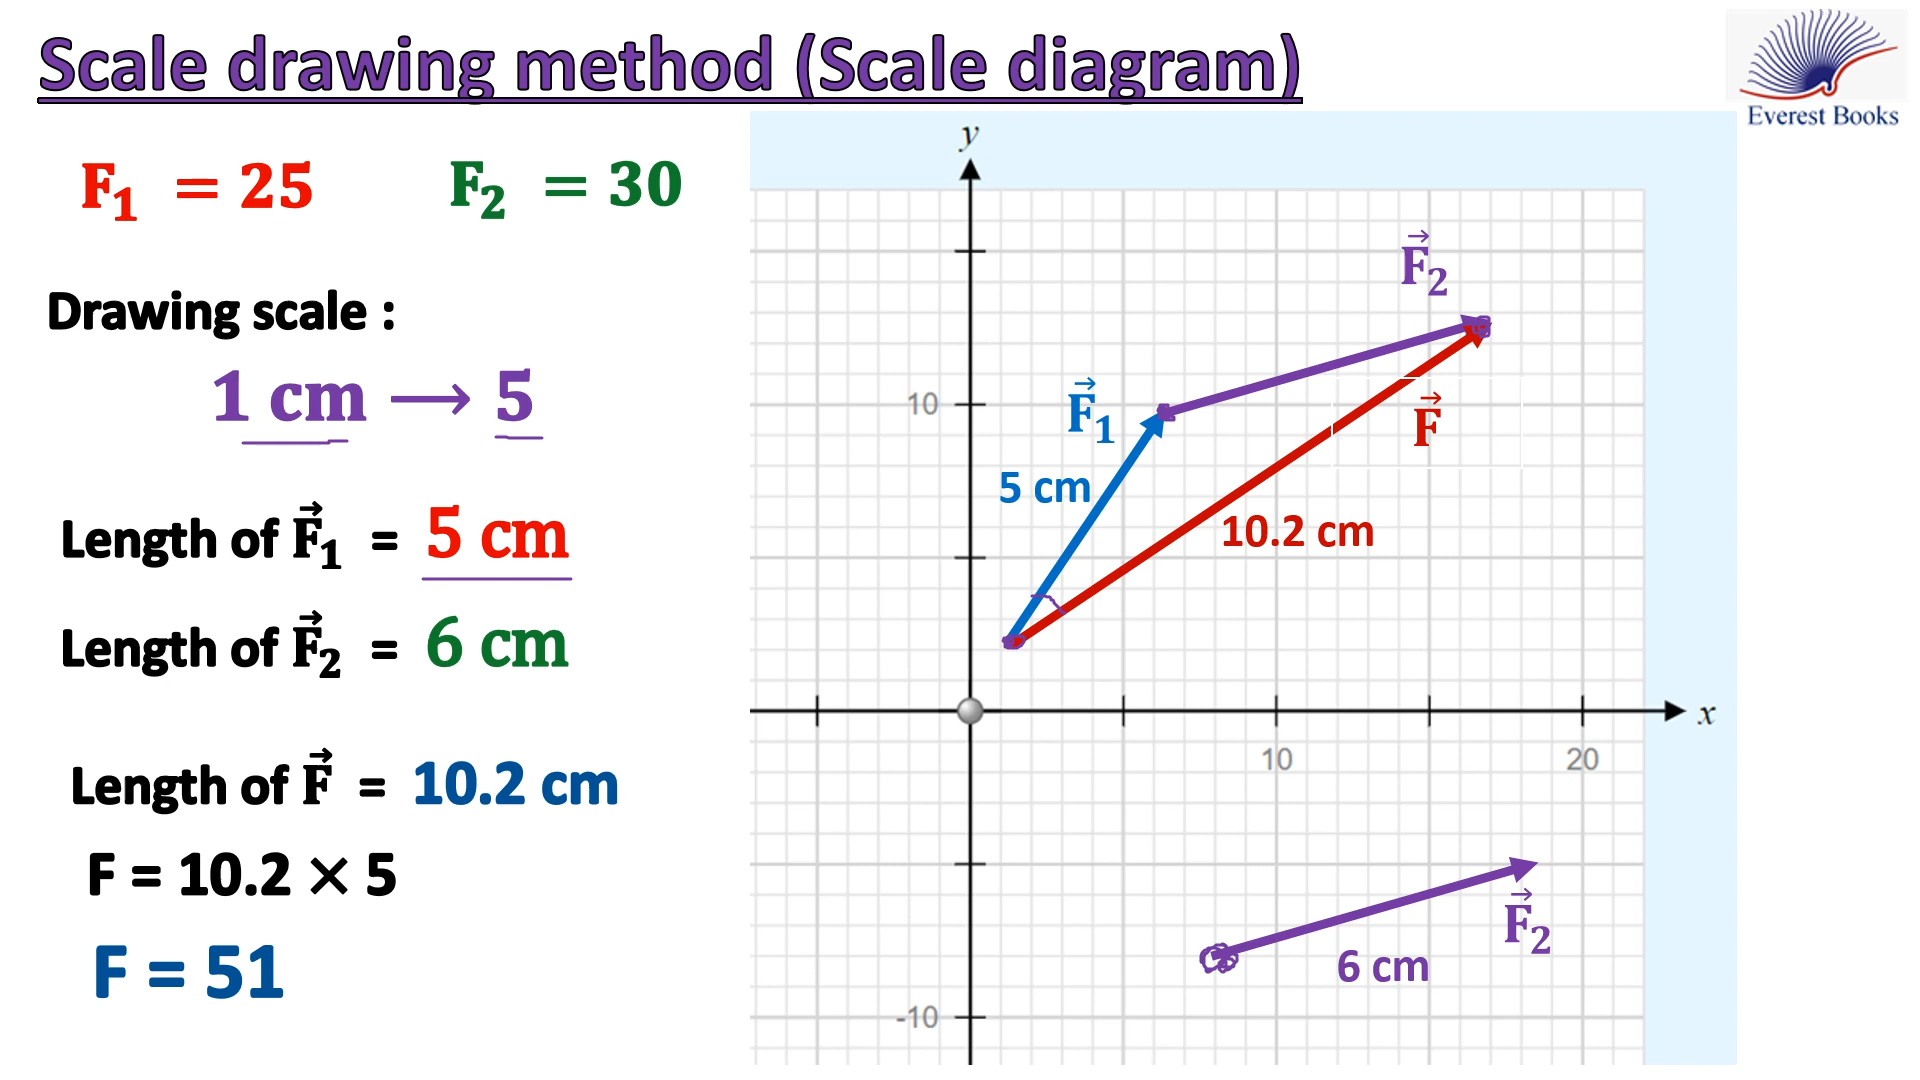 Scale drawing method (Scale diagram)
Everest Books
F₁ = 25
F₂ = 30
Drawing scale :
1 cm ⟶ 5
Length of F⃗₁ = 5 cm
Length of F⃗₂ = 6 cm
Length of F⃗ = 10.2 cm
F = 10.2 × 5
F = 51
y
F⃗₂
10
F⃗₁
F⃗
5 cm
10.2 cm
x
10
20
F⃗₂
6 cm
-10